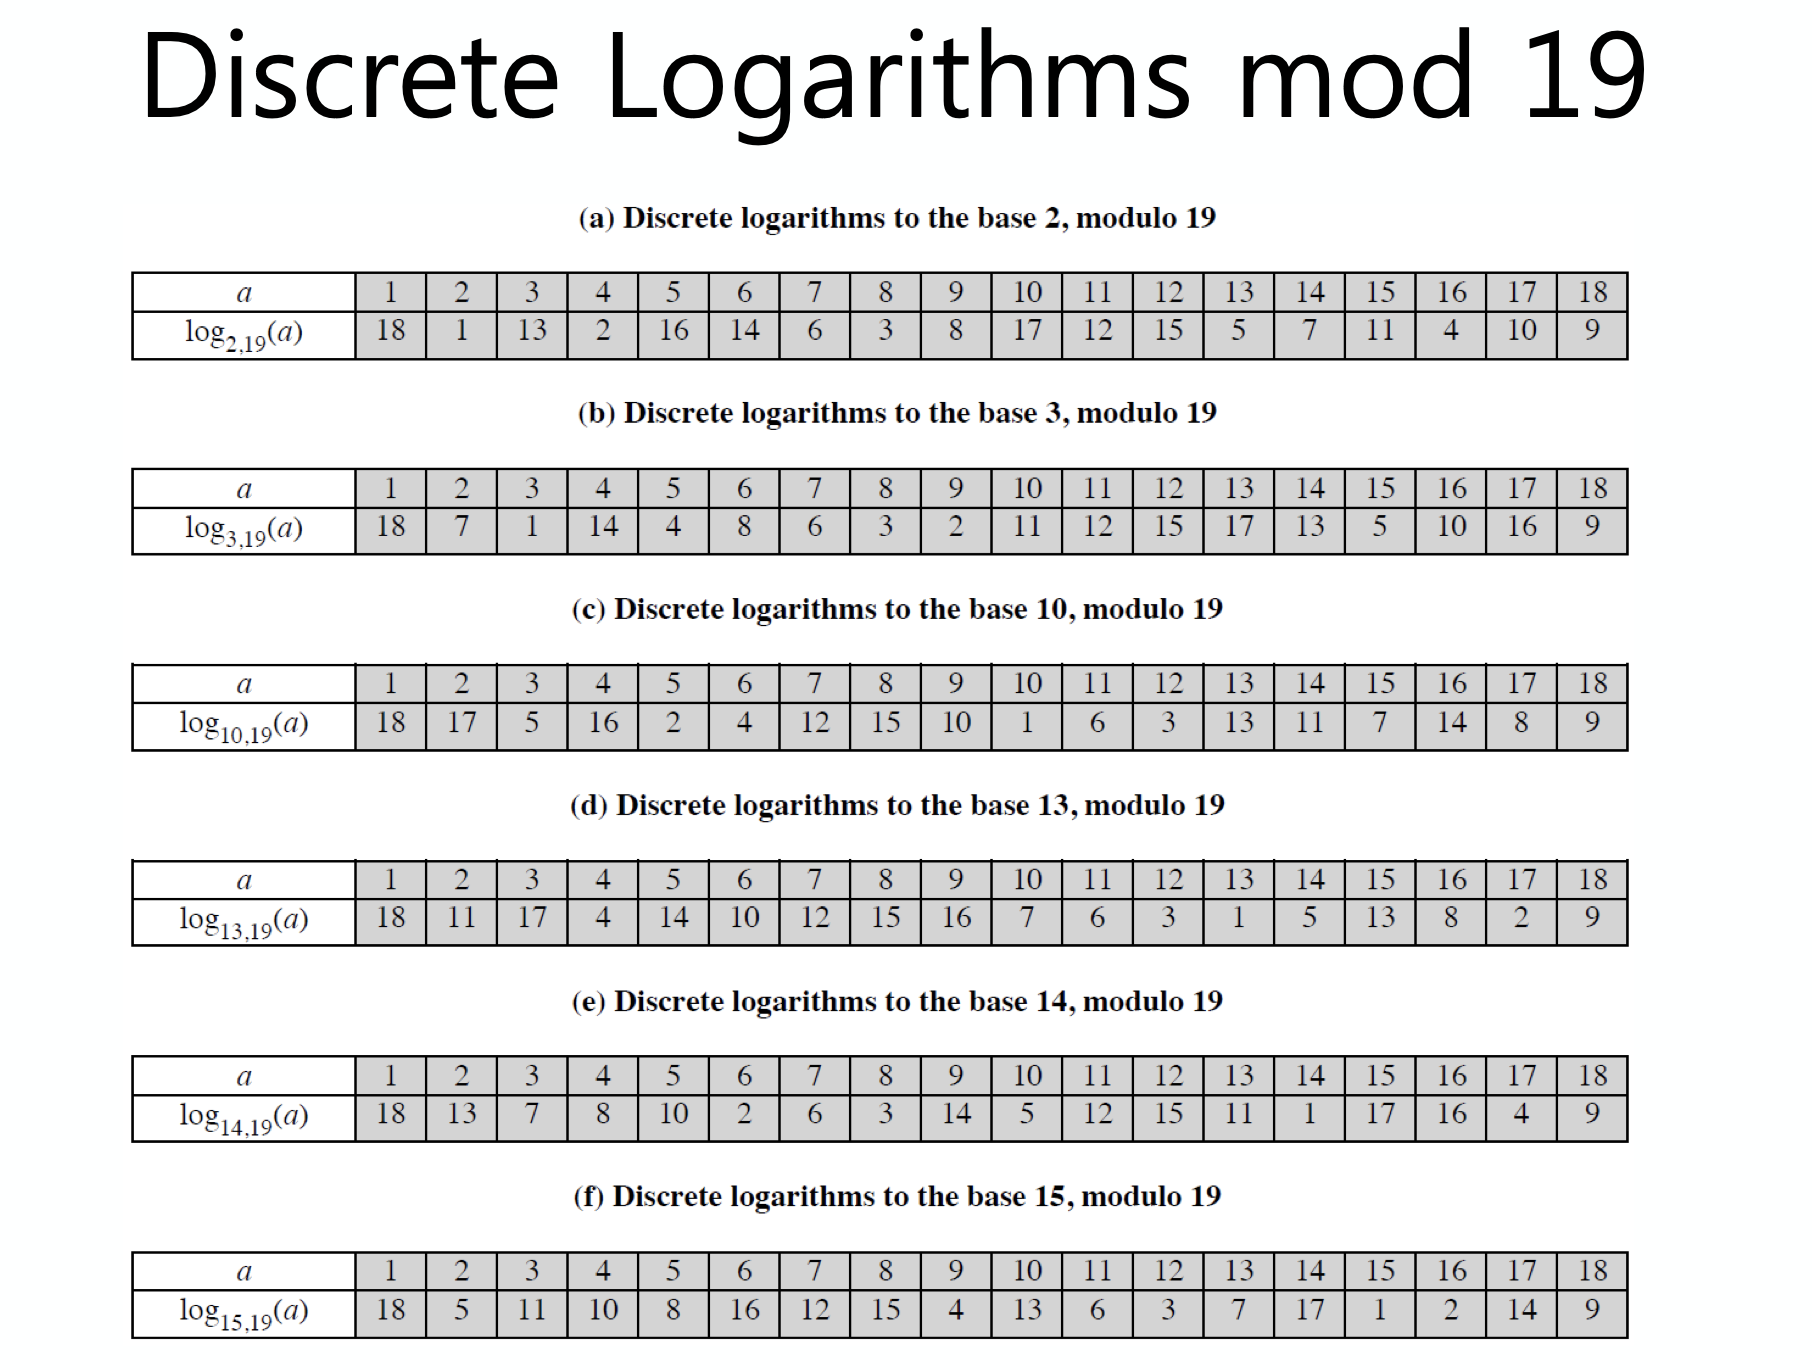 Discrete Logarithms mod 19
(a) Discrete logarithms to the base 2, modulo 19
a 1 2 3 4 5 6 7 8 9 10 11 12 13 14 15 16 17 18
log2,19(a) 18 1 13 2 16 14 6 3 8 17 12 15 5 7 11 4 10 9
(b) Discrete logarithms to the base 3, modulo 19
a 1 2 3 4 5 6 7 8 9 10 11 12 13 14 15 16 17 18
log3,19(a) 18 7 1 14 4 8 6 3 2 11 12 15 17 13 5 10 16 9
(c) Discrete logarithms to the base 10, modulo 19
a 1 2 3 4 5 6 7 8 9 10 11 12 13 14 15 16 17 18
log10,19(a) 18 17 5 16 2 4 12 15 10 1 6 3 13 11 7 14 8 9
(d) Discrete logarithms to the base 13, modulo 19
a 1 2 3 4 5 6 7 8 9 10 11 12 13 14 15 16 17 18
log13,19(a) 18 11 17 4 14 10 12 15 16 7 6 3 1 5 13 8 2 9
(e) Discrete logarithms to the base 14, modulo 19
a 1 2 3 4 5 6 7 8 9 10 11 12 13 14 15 16 17 18
log14,19(a) 18 13 7 8 10 2 6 3 14 5 12 15 11 1 17 16 4 9
(f) Discrete logarithms to the base 15, modulo 19
a 1 2 3 4 5 6 7 8 9 10 11 12 13 14 15 16 17 18
log15,19(a) 18 5 11 10 8 16 12 15 4 13 6 3 7 17 1 2 14 9